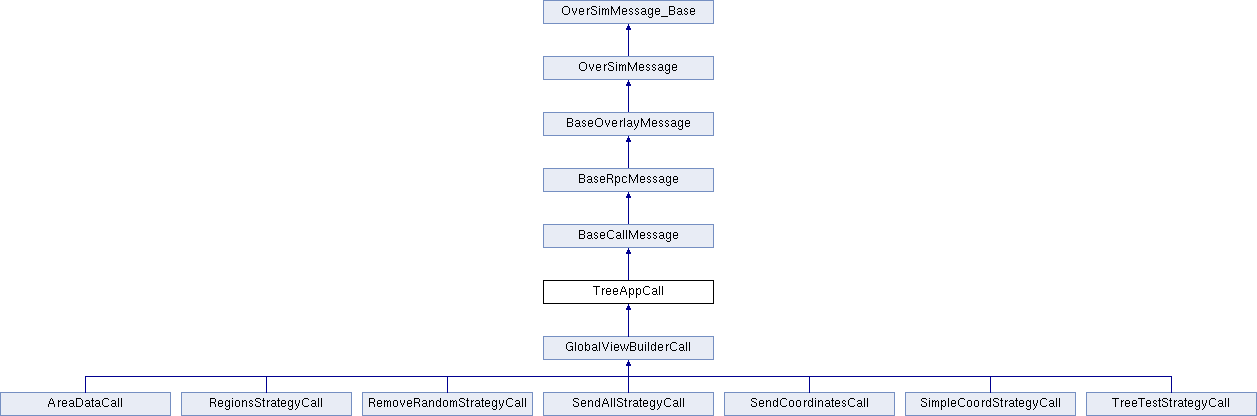 OverSimMessage_Base
OverSimMessage
BaseOverlayMessage
BaseRpcMessage
BaseCallMessage
TreeAppCall
GlobalViewBuilderCall
AreaDataCall
RegionsStrategyCall
RemoveRandomStrategyCall
SendAllStrategyCall
SendCoordinatesCall
SimpleCoordStrategyCall
TreeTestStrategyCall